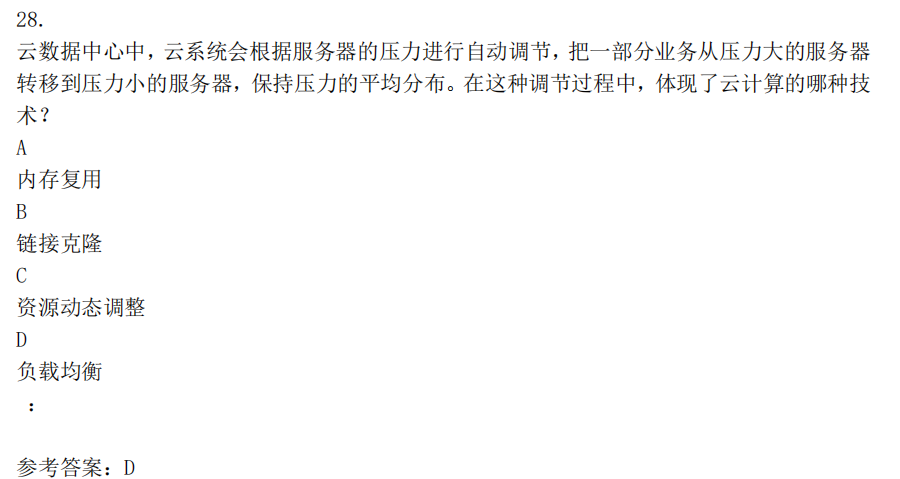 28.
云数据中心中，云系统会根据服务器的压力进行自动调节，把一部分业务从压力大的服务器
转移到压力小的服务器，保持压力的平均分布。在这种调节过程中，体现了云计算的哪种技
术？
A
内存复用
B
链接克隆
C
资源动态调整
D
负载均衡
：
参考答案：D